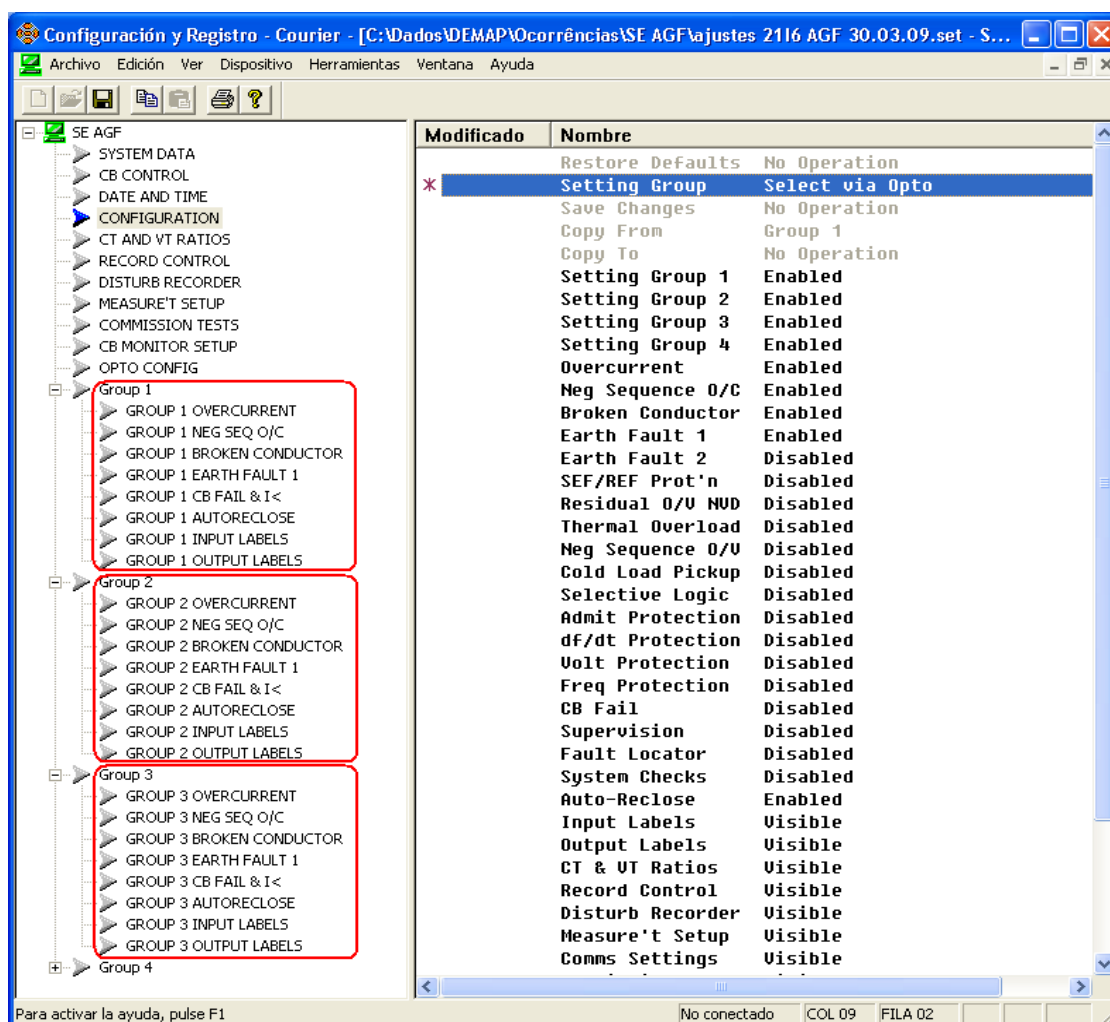 Configuración y Registro - Courier - [C:\Dados\DEMAP\Ocorrências\SE AGF\ajustes 21I6 AGF 30.03.09.set - S...
Archivo Edición Ver Dispositivo Herramientas Ventana Ayuda
SE AGF
SYSTEM DATA
CB CONTROL
DATE AND TIME
CONFIGURATION
CT AND VT RATIOS
RECORD CONTROL
DISTURB RECORDER
MEASURE'T SETUP
COMMISSION TESTS
CB MONITOR SETUP
OPTO CONFIG
Group 1
GROUP 1 OVERCURRENT
GROUP 1 NEG SEQ O/C
GROUP 1 BROKEN CONDUCTOR
GROUP 1 EARTH FAULT 1
GROUP 1 CB FAIL & I<
GROUP 1 AUTORECLOSE
GROUP 1 INPUT LABELS
GROUP 1 OUTPUT LABELS
Group 2
GROUP 2 OVERCURRENT
GROUP 2 NEG SEQ O/C
GROUP 2 BROKEN CONDUCTOR
GROUP 2 EARTH FAULT 1
GROUP 2 CB FAIL & I<
GROUP 2 AUTORECLOSE
GROUP 2 INPUT LABELS
GROUP 2 OUTPUT LABELS
Group 3
GROUP 3 OVERCURRENT
GROUP 3 NEG SEQ O/C
GROUP 3 BROKEN CONDUCTOR
GROUP 3 EARTH FAULT 1
GROUP 3 CB FAIL & I<
GROUP 3 AUTORECLOSE
GROUP 3 INPUT LABELS
GROUP 3 OUTPUT LABELS
Group 4
Modificado Nombre
Restore Defaults No Operation
* Setting Group Select via Opto
Save Changes No Operation
Copy From Group 1
Copy To No Operation
Setting Group 1 Enabled
Setting Group 2 Enabled
Setting Group 3 Enabled
Setting Group 4 Enabled
Overcurrent Enabled
Neg Sequence O/C Enabled
Broken Conductor Enabled
Earth Fault 1 Enabled
Earth Fault 2 Disabled
SEF/REF Prot'n Disabled
Residual O/V NVD Disabled
Thermal Overload Disabled
Neg Sequence O/V Disabled
Cold Load Pickup Disabled
Selective Logic Disabled
Admit Protection Disabled
df/dt Protection Disabled
Volt Protection Disabled
Freq Protection Disabled
CB Fail Disabled
Supervision Disabled
Fault Locator Disabled
System Checks Disabled
Auto-Reclose Enabled
Input Labels Visible
Output Labels Visible
CT & VT Ratios Visible
Record Control Visible
Disturb Recorder Visible
Measure't Setup Visible
Comms Settings Visible
Para activar la ayuda, pulse F1
No conectado COL 09 FILA 02